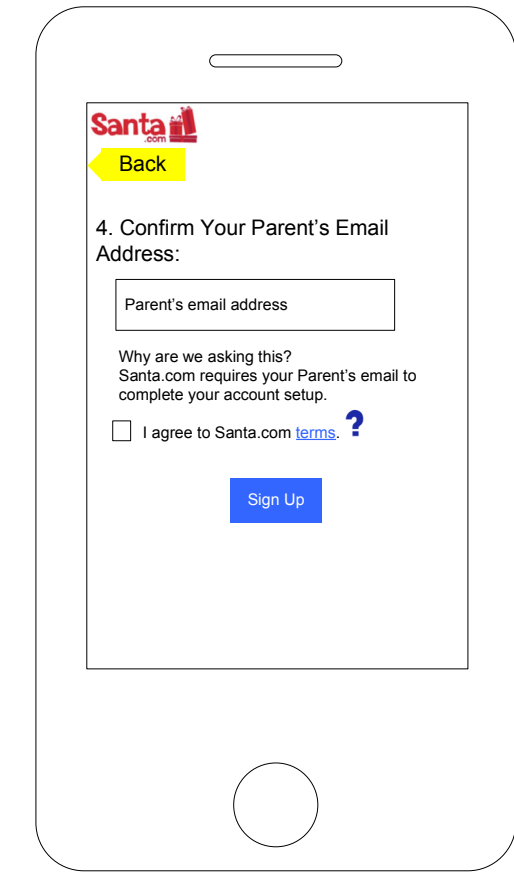 Santa
.com
Back
4. Confirm Your Parent’s Email
Address:
Parent’s email address
Why are we asking this?
Santa.com requires your Parent’s email to
complete your account setup.
I agree to Santa.com terms. ?
Sign Up